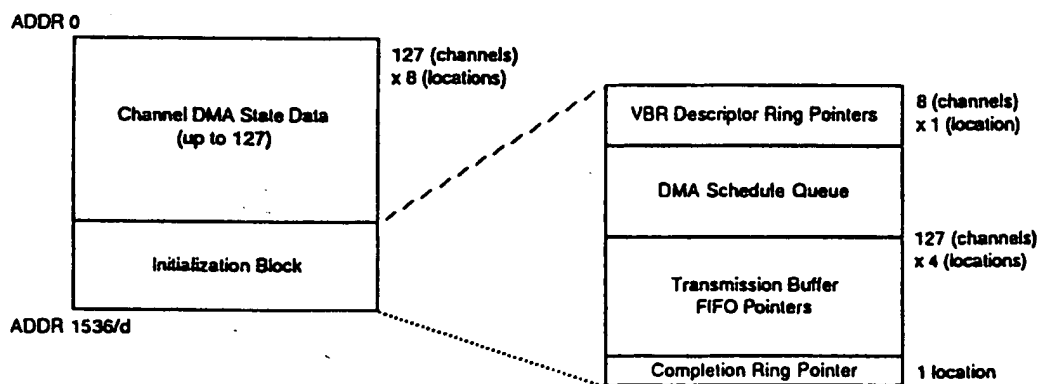 ADDR 0
127 (channels)
x 8 (locations)
Channel DMA State Data
(up to 127)
Initialization Block
ADDR 1536/d
VBR Descriptor Ring Pointers
8 (channels)
x 1 (location)
DMA Schedule Queue
127 (channels)
x 4 (locations)
Transmission Buffer
FIFO Pointers
Completion Ring Pointer
1 location